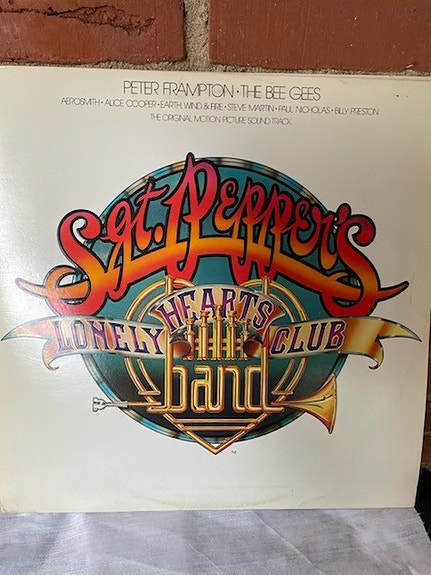 PETER FRAMPTON • THE BEE GEES
AEROSMITH • ALICE COOPER • EARTH, WIND & FIRE • STEVE MARTIN • PAUL NICHOLAS • BILLY PRESTON
THE ORIGINAL MOTION PICTURE SOUND TRACK
Sgt. PEPPER'S
LONELY HEARTS CLUB
band
TM